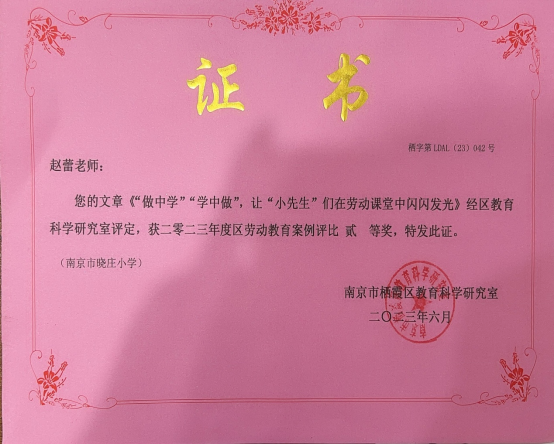 证 书
栖字第 LDAL（23）042 号
赵蕾老师：
您的文章《“做中学”“学中做”，让“小先生”们在劳动课堂中闪闪发光》经区教育
科学研究室评定，获二零二三年度区劳动教育案例评比 贰 等奖，特发此证。
（南京市晓庄小学）
南京市栖霞区教育科学研究室
二〇二三年六月